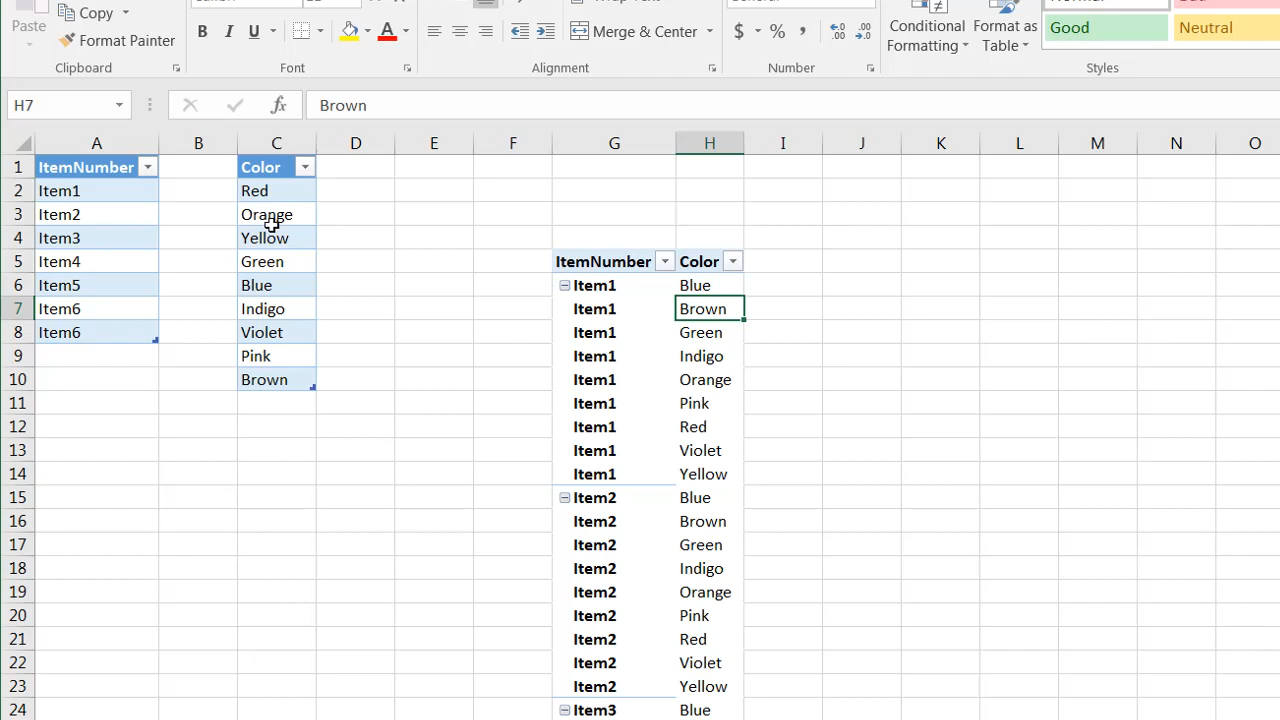 Paste
Copy
Format Painter
Clipboard
B I U
Font
Merge & Center
Alignment
$ %
Number
Conditional Formatting
Format as Table
Good
Neutral
Styles
H7 fx Brown
A B C D E F G H I J K L M N O
1 ItemNumber Color
2 Item1 Red
3 Item2 Orange
4 Item3 Yellow
5 Item4 Green ItemNumber Color
6 Item5 Blue Item1 Blue
7 Item6 Indigo Item1 Brown
8 Item6 Violet Item1 Green
9 Pink Item1 Indigo
10 Brown Item1 Orange
11 Item1 Pink
12 Item1 Red
13 Item1 Violet
14 Item1 Yellow
15 Item2 Blue
16 Item2 Brown
17 Item2 Green
18 Item2 Indigo
19 Item2 Orange
20 Item2 Pink
21 Item2 Red
22 Item2 Violet
23 Item2 Yellow
24 Item3 Blue